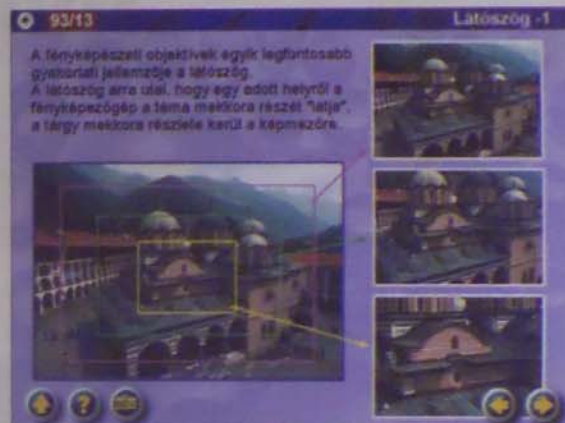 93/13
Látószög -1
A fényképészeti objektívek egyik legfontosabb
gyakorlati jellemzője a látószög.
A látószög arra utal, hogy egy adott helyről a
fényképezőgép a téma mekkora részét "látja",
a tárgy mekkora részlete kerül a képmezőre.
?